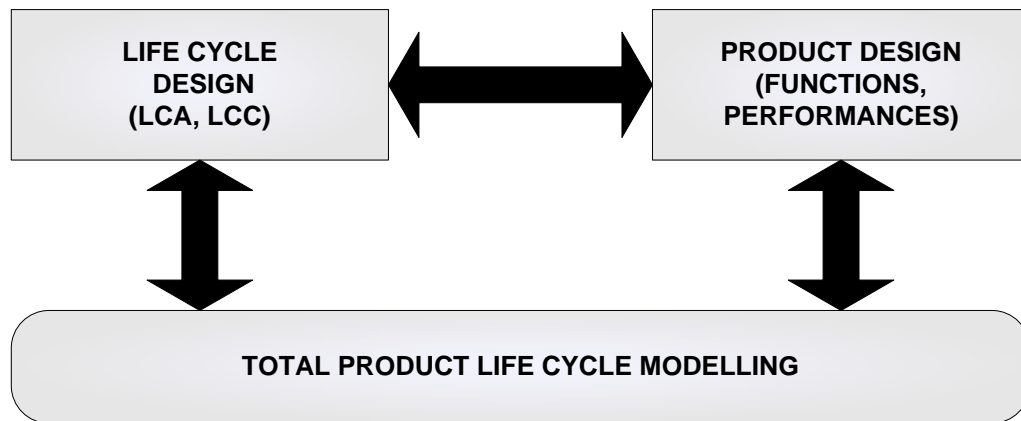 LIFE CYCLE
DESIGN
(LCA, LCC)
PRODUCT DESIGN
(FUNCTIONS,
PERFORMANCES)
TOTAL PRODUCT LIFE CYCLE MODELLING